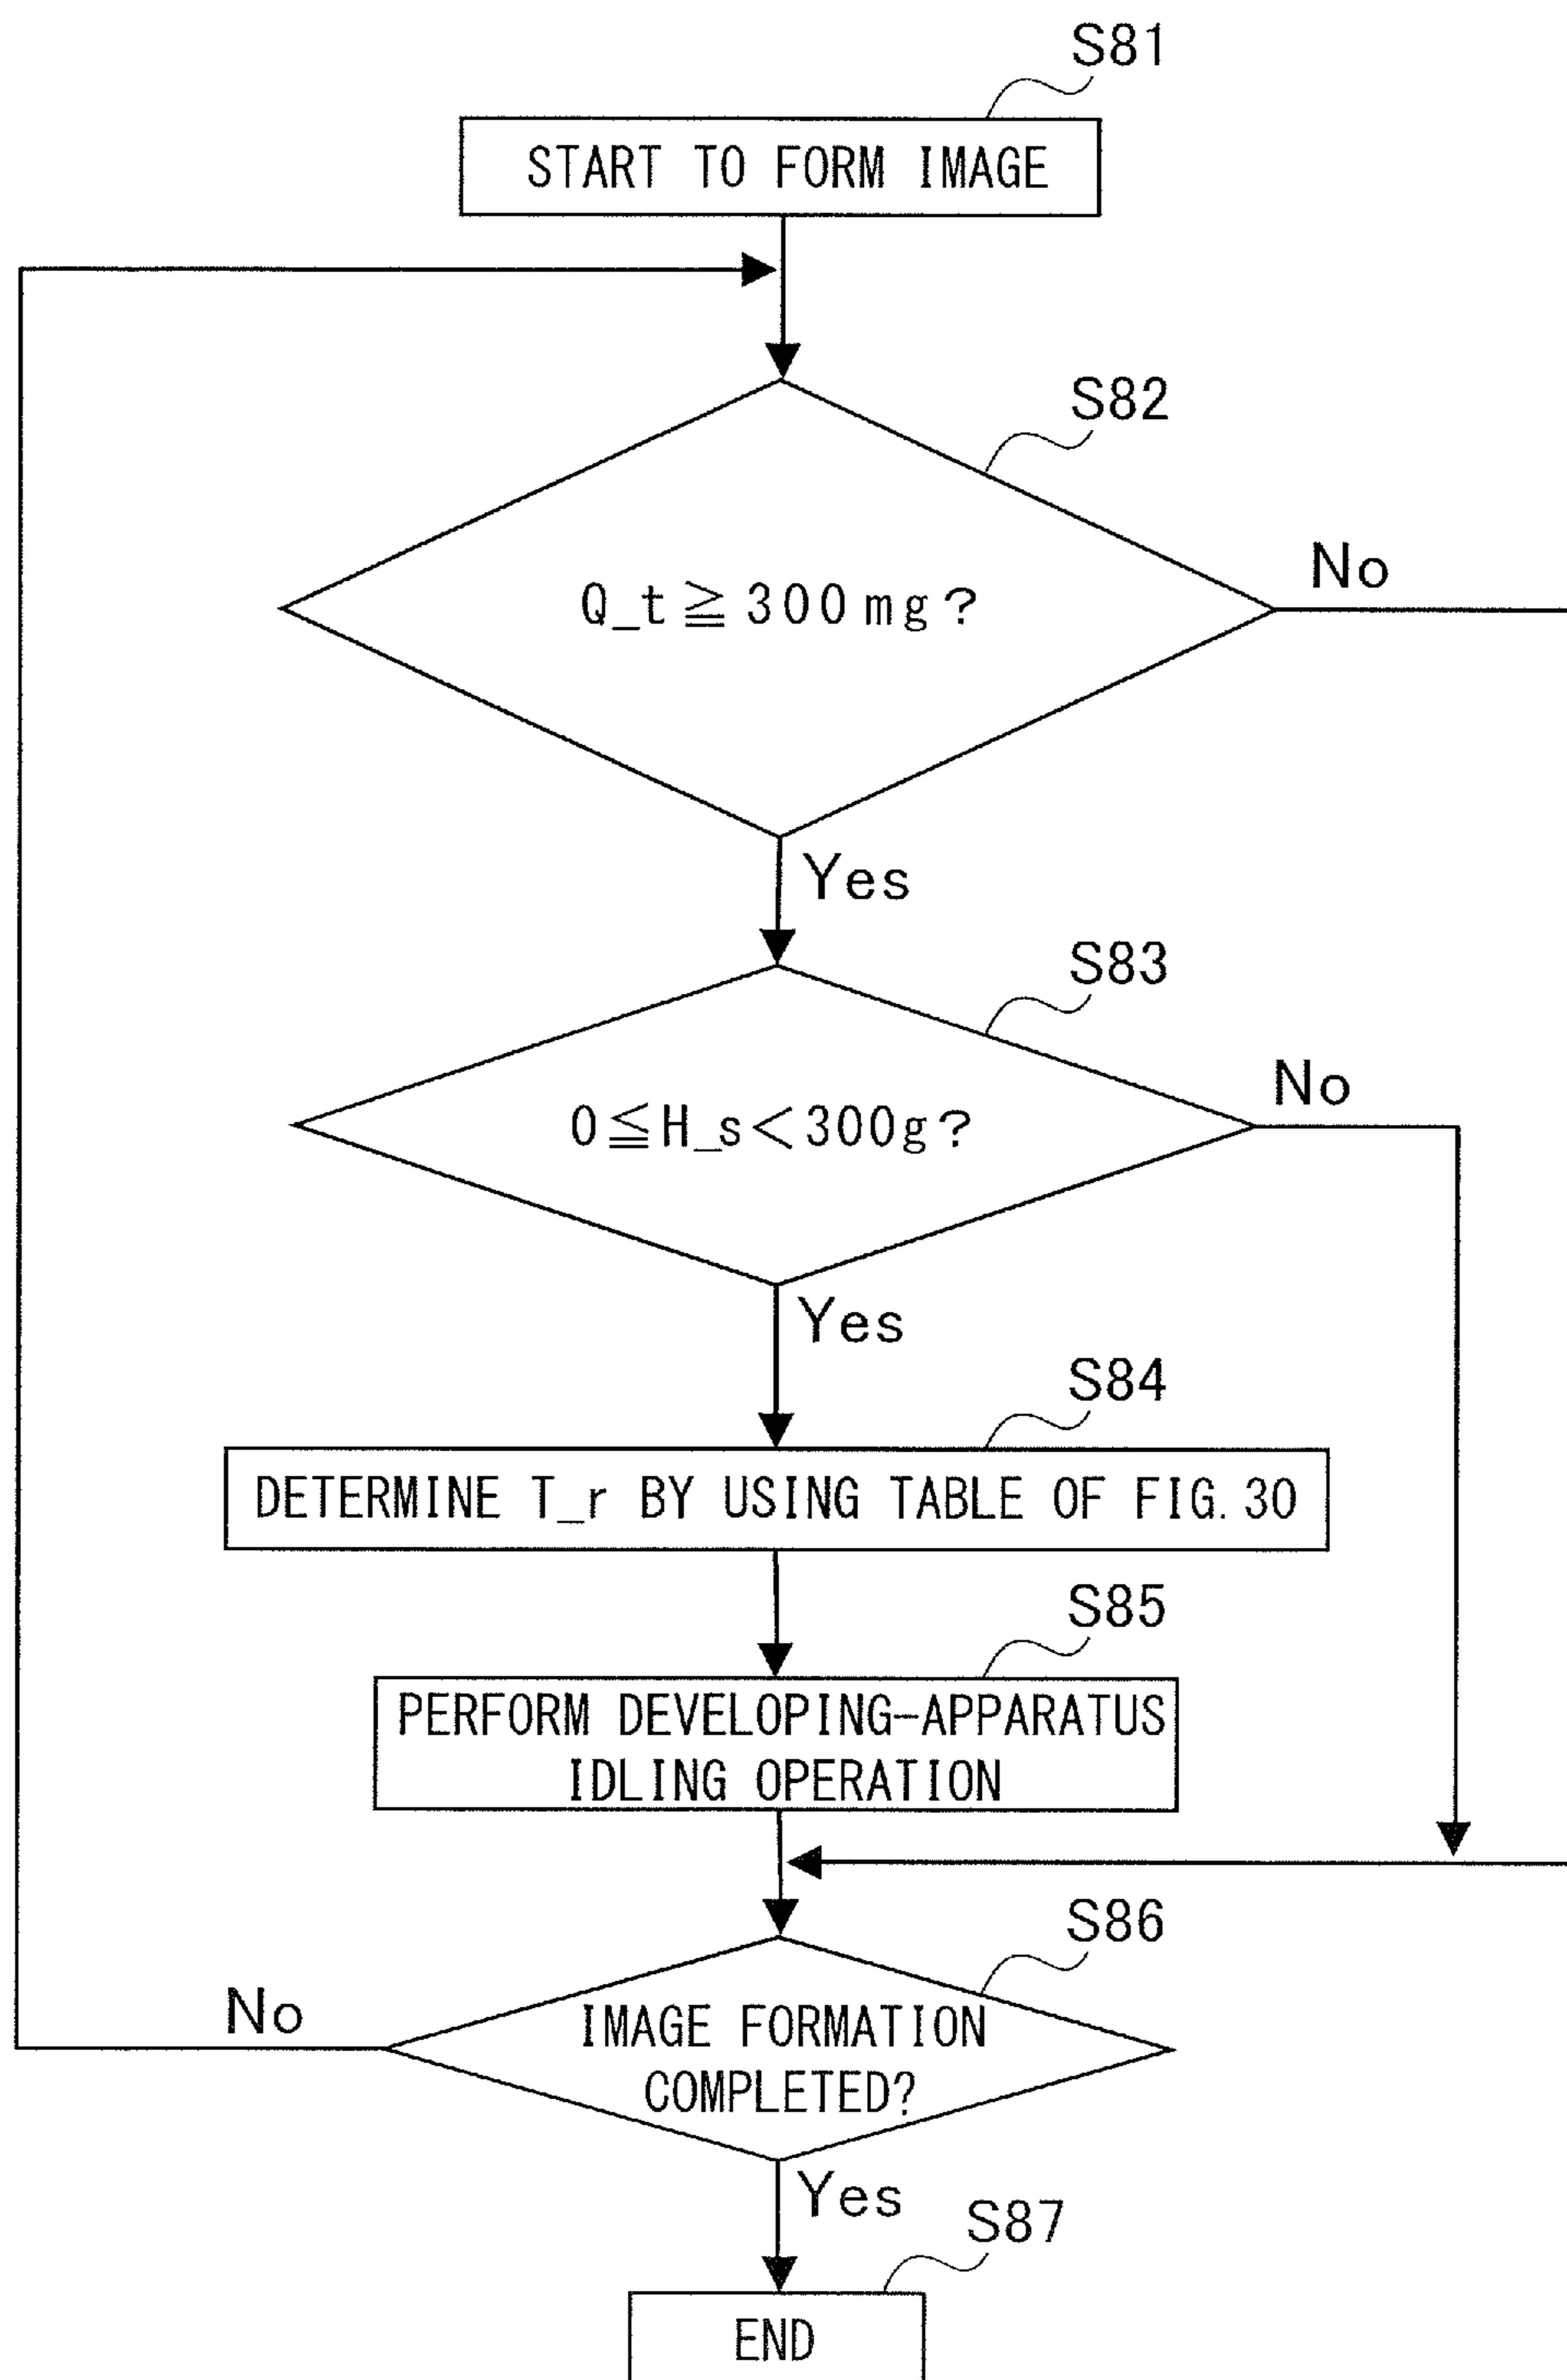 S81
START TO FORM IMAGE
S82
Q_t≧300mg?
No
Yes
S83
0≦H_s<300g?
No
Yes
S84
DETERMINE T_r BY USING TABLE OF FIG.30
S85
PERFORM DEVELOPING-APPARATUS
IDLING OPERATION
S86
IMAGE FORMATION
COMPLETED?
No
Yes
S87
END